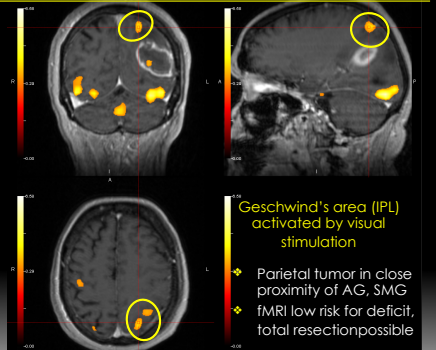 R
L
A
P
Geschwind's area (IPL)
activated by visual
stimulation
Parietal tumor in close
proximity of AG, SMG
fMRI low risk for deficit,
total resectionpossible
I
I
A
R
L